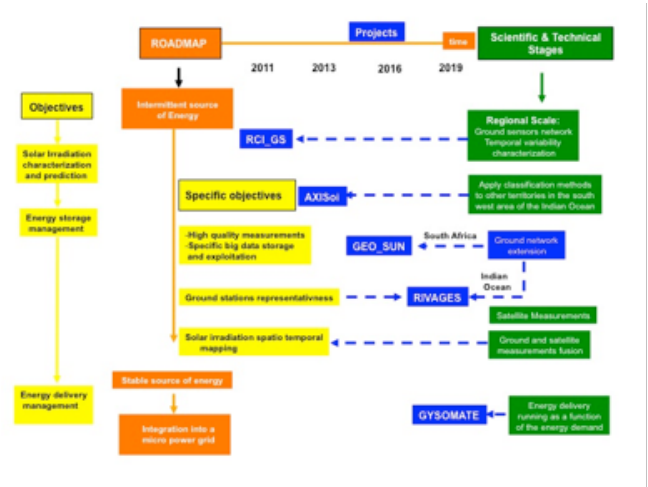 Projects
ROADMAP
time
Scientific & Technical
Stages
2011
2013
2016
2019
Objectives
Intermittent source
of Energy
Regional Scale:
Ground sensors network
Temporal variability
characterization
RCI_GS
Solar Irradiation
characterization
and prediction
Specific objectives
AXISol
Apply classification methods
to other territories in the south
west area of the Indian Ocean
Energy storage
management
-High quality measurements
-Specific big data storage
and exploitation
GEO_SUN
South Africa
Ground network
extension
Indian
Ocean
Ground stations representativness
RIVAGES
Satellite Measurements
Solar irradiation spatio temporal
mapping
Ground and satellite
measurements fusion
Stable source of energy
Energy delivery
management
GYSOMATE
Energy delivery
running as a function
of the energy demand
Integration into a
micro power grid